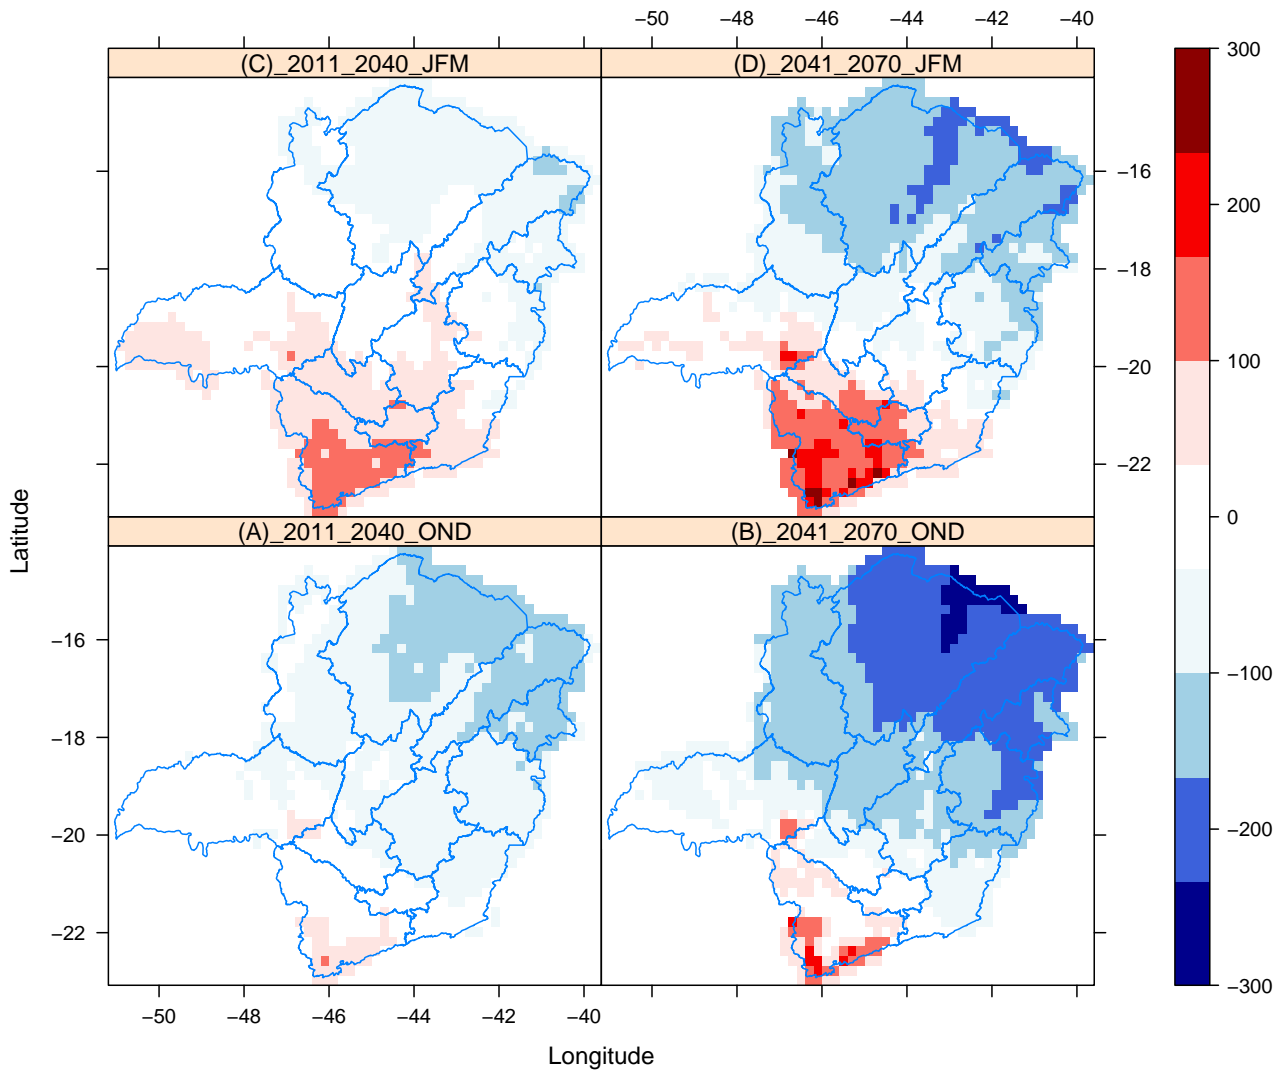 −50 −48 −46 −44 −42 −40
(C)_2011_2040_JFM (D)_2041_2070_JFM
300
200
100
0
−100
−200
−300
−16
−18
−20
−22
Latitude
(A)_2011_2040_OND (B)_2041_2070_OND
−16
−18
−20
−22
−50 −48 −46 −44 −42 −40
Longitude